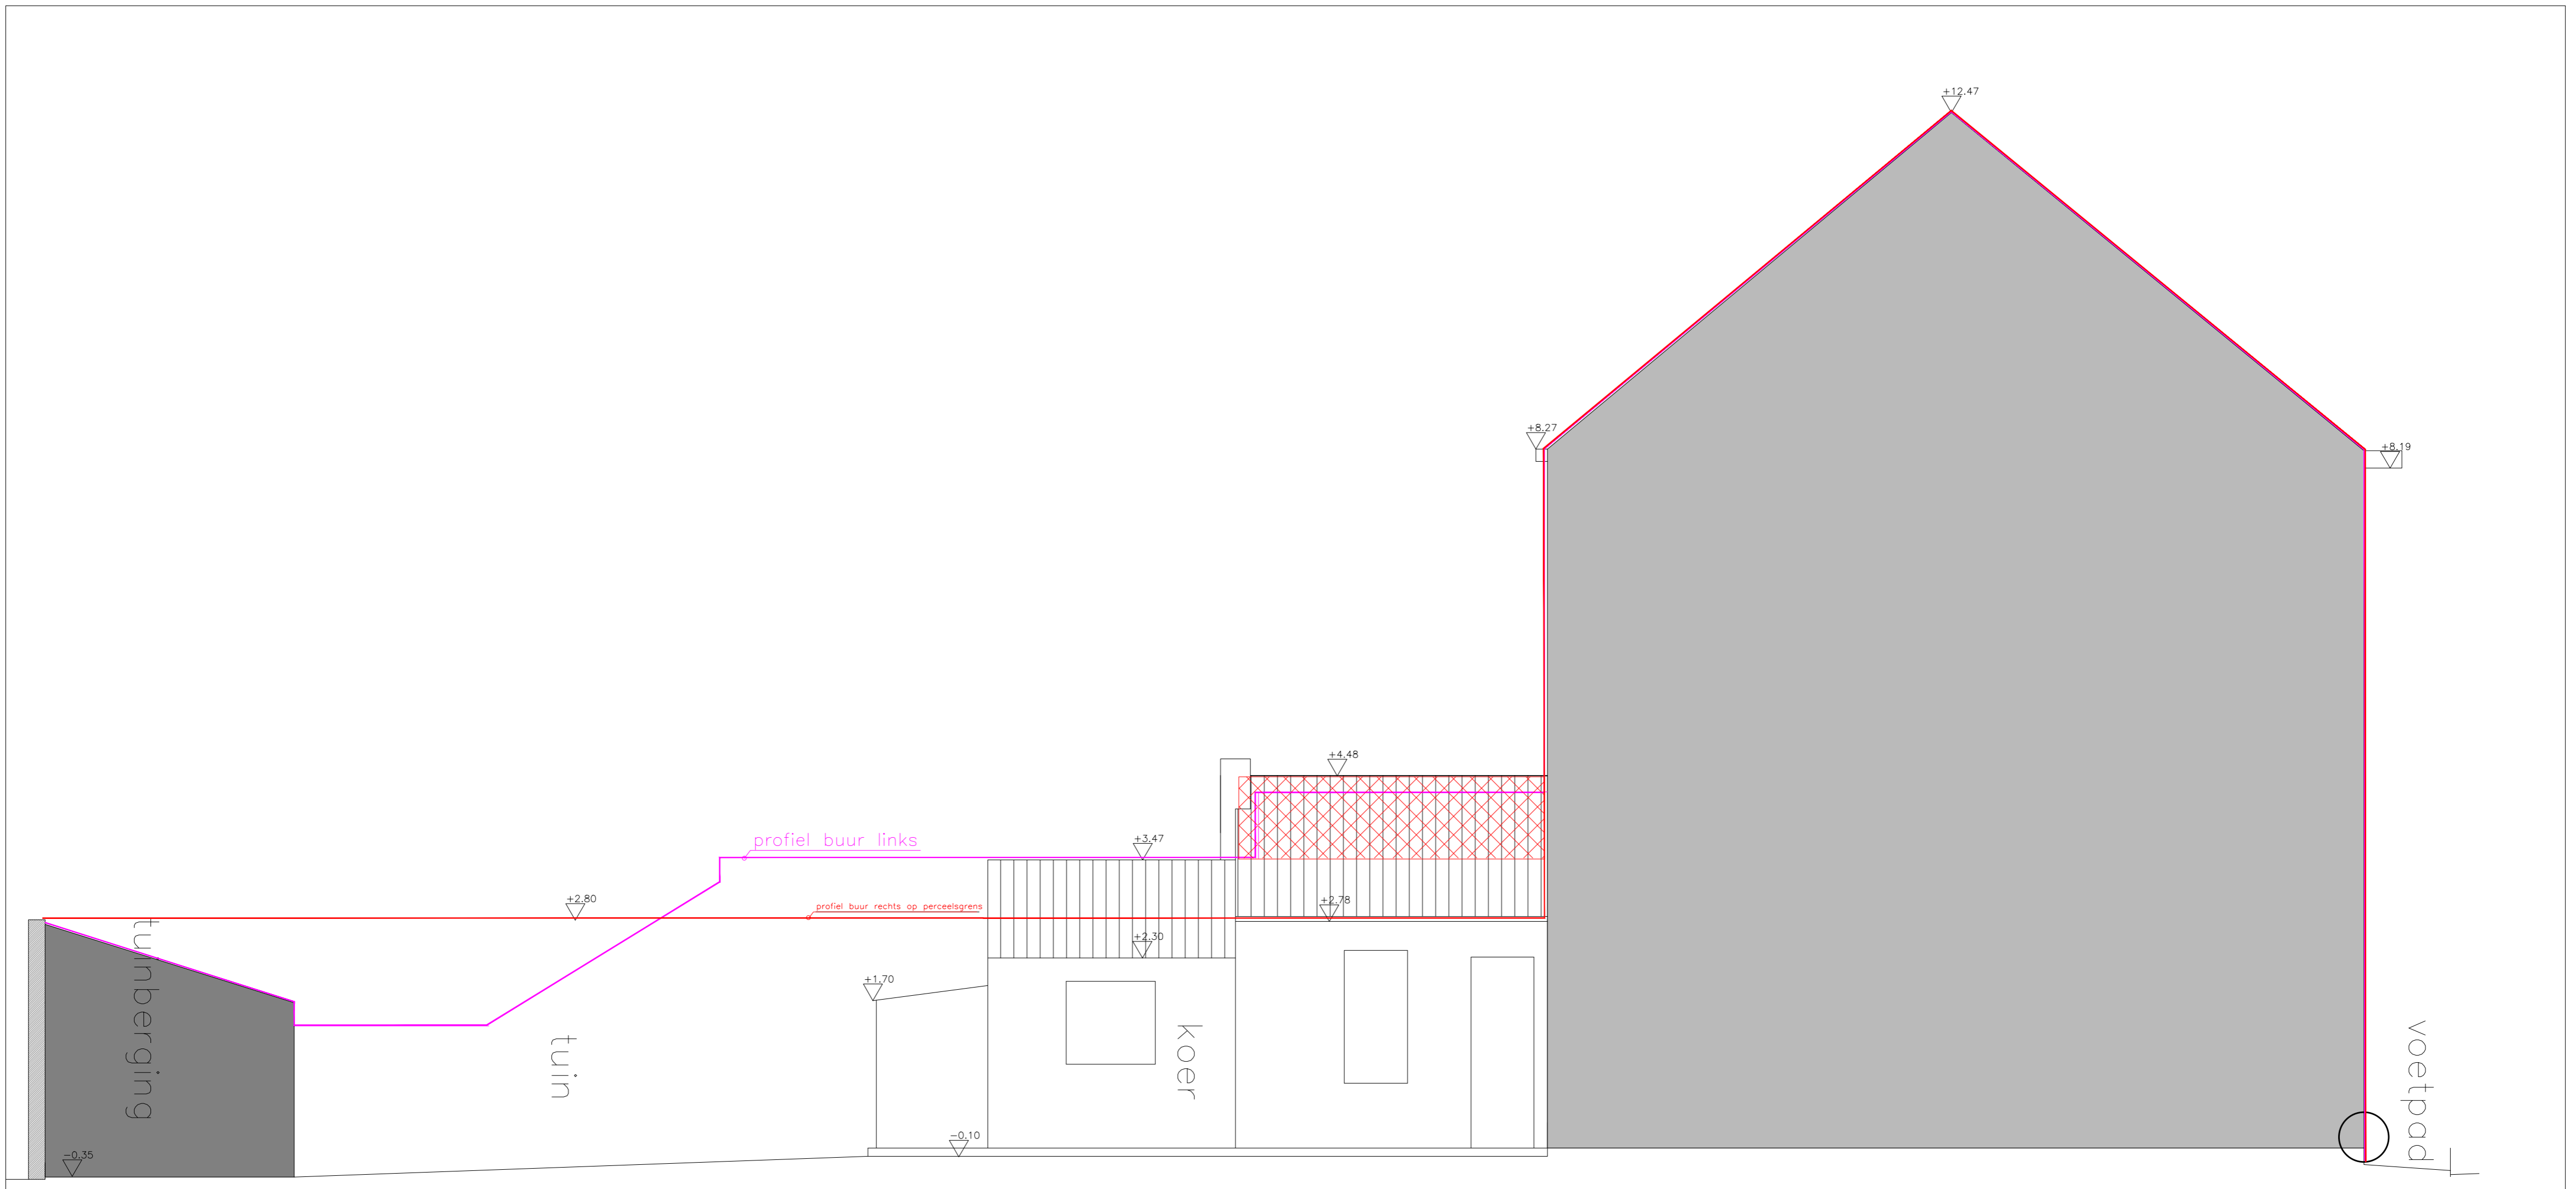 +12.47
+8.27
+8.19
+4.48
profiel buur links
+3.47
+2.80
profiel buur rechts op perceelsgrens
+2.78
+2.30
+1.70
tuinberging
tuin
koer
voetpad
-0.10
-0.35